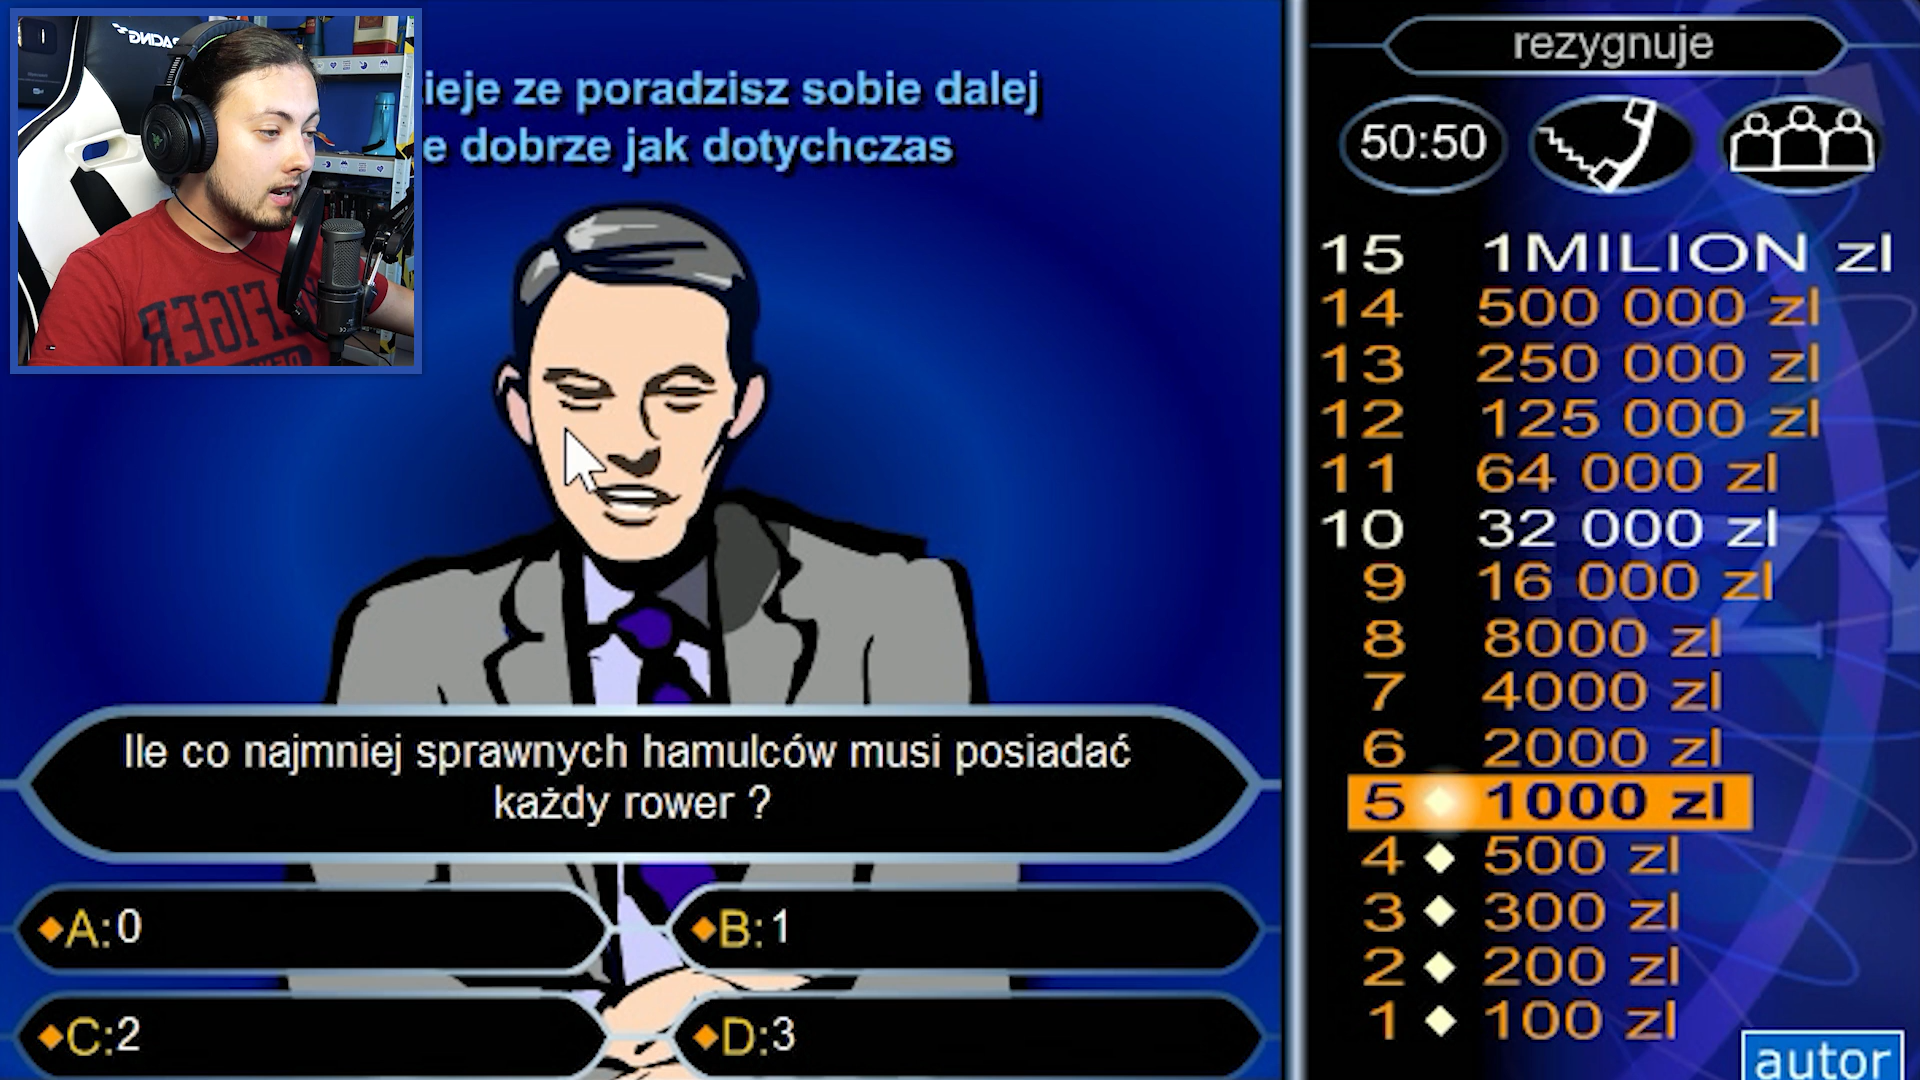 ieje ze poradzisz sobie dalej
e dobrze jak dotychczas
rezygnuje
50:50
15 1MILION zl
14 500 000 zl
13 250 000 zl
12 125 000 zl
11 64 000 zl
10 32 000 zl
9 16 000 zl
8 8000 zl
7 4000 zl
6 2000 zl
5 1000 zl
4 500 zl
3 300 zl
2 200 zl
1 100 zl
Ile co najmniej sprawnych hamulców musi posiadać
każdy rower ?
A: 0
B: 1
C: 2
D: 3
autor